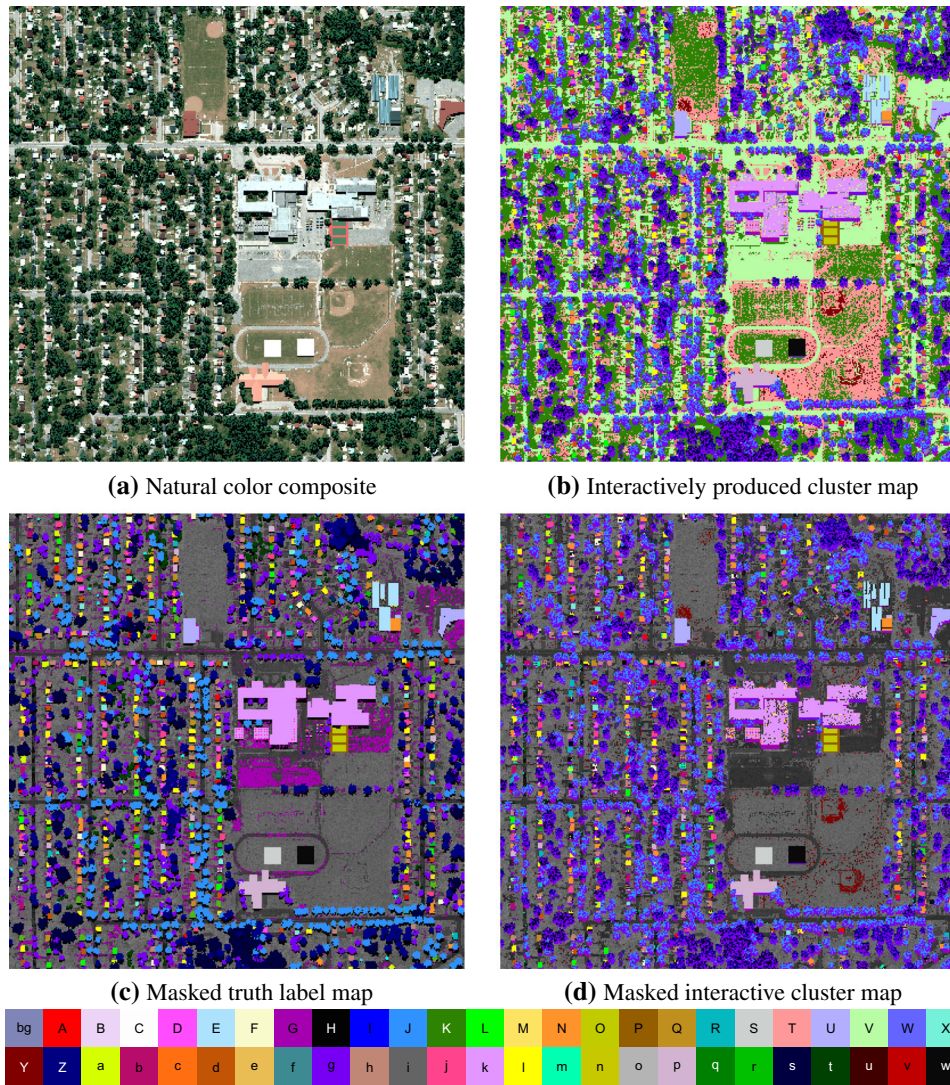 (a) Natural color composite
(b) Interactively produced cluster map
(c) Masked truth label map
(d) Masked interactive cluster map
bg A B C D E F G H I J K L M N O P Q R S T U V W X
Y Z a b c d e f g h i j k l m n o p q r s t u v w